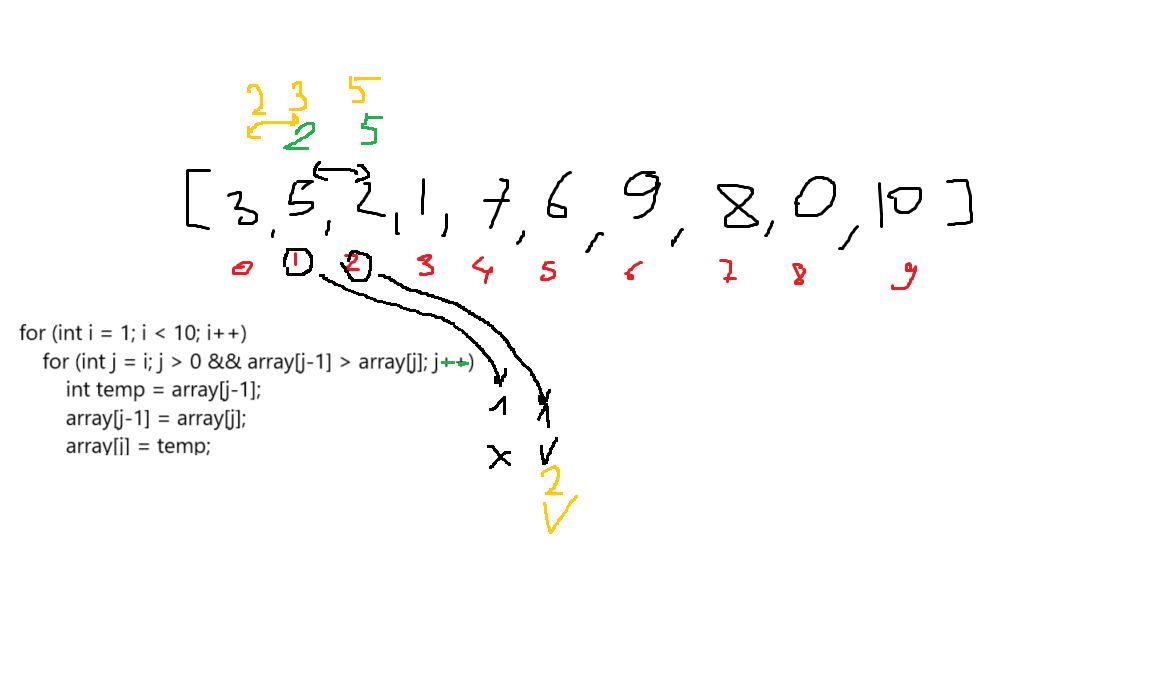 2 3 5
2 5
[3, 5, 2, 1, 7, 6, 9, 8, 0, 10]
0 1 2 3 4 5 6 7 8 9
for (int i = 1; i < 10; i++)
for (int j = i; j > 0 && array[j-1] > array[j]; j++)
int temp = array[j-1];
array[j-1] = array[j];
array[j] = temp;
1 1
x V
2
V